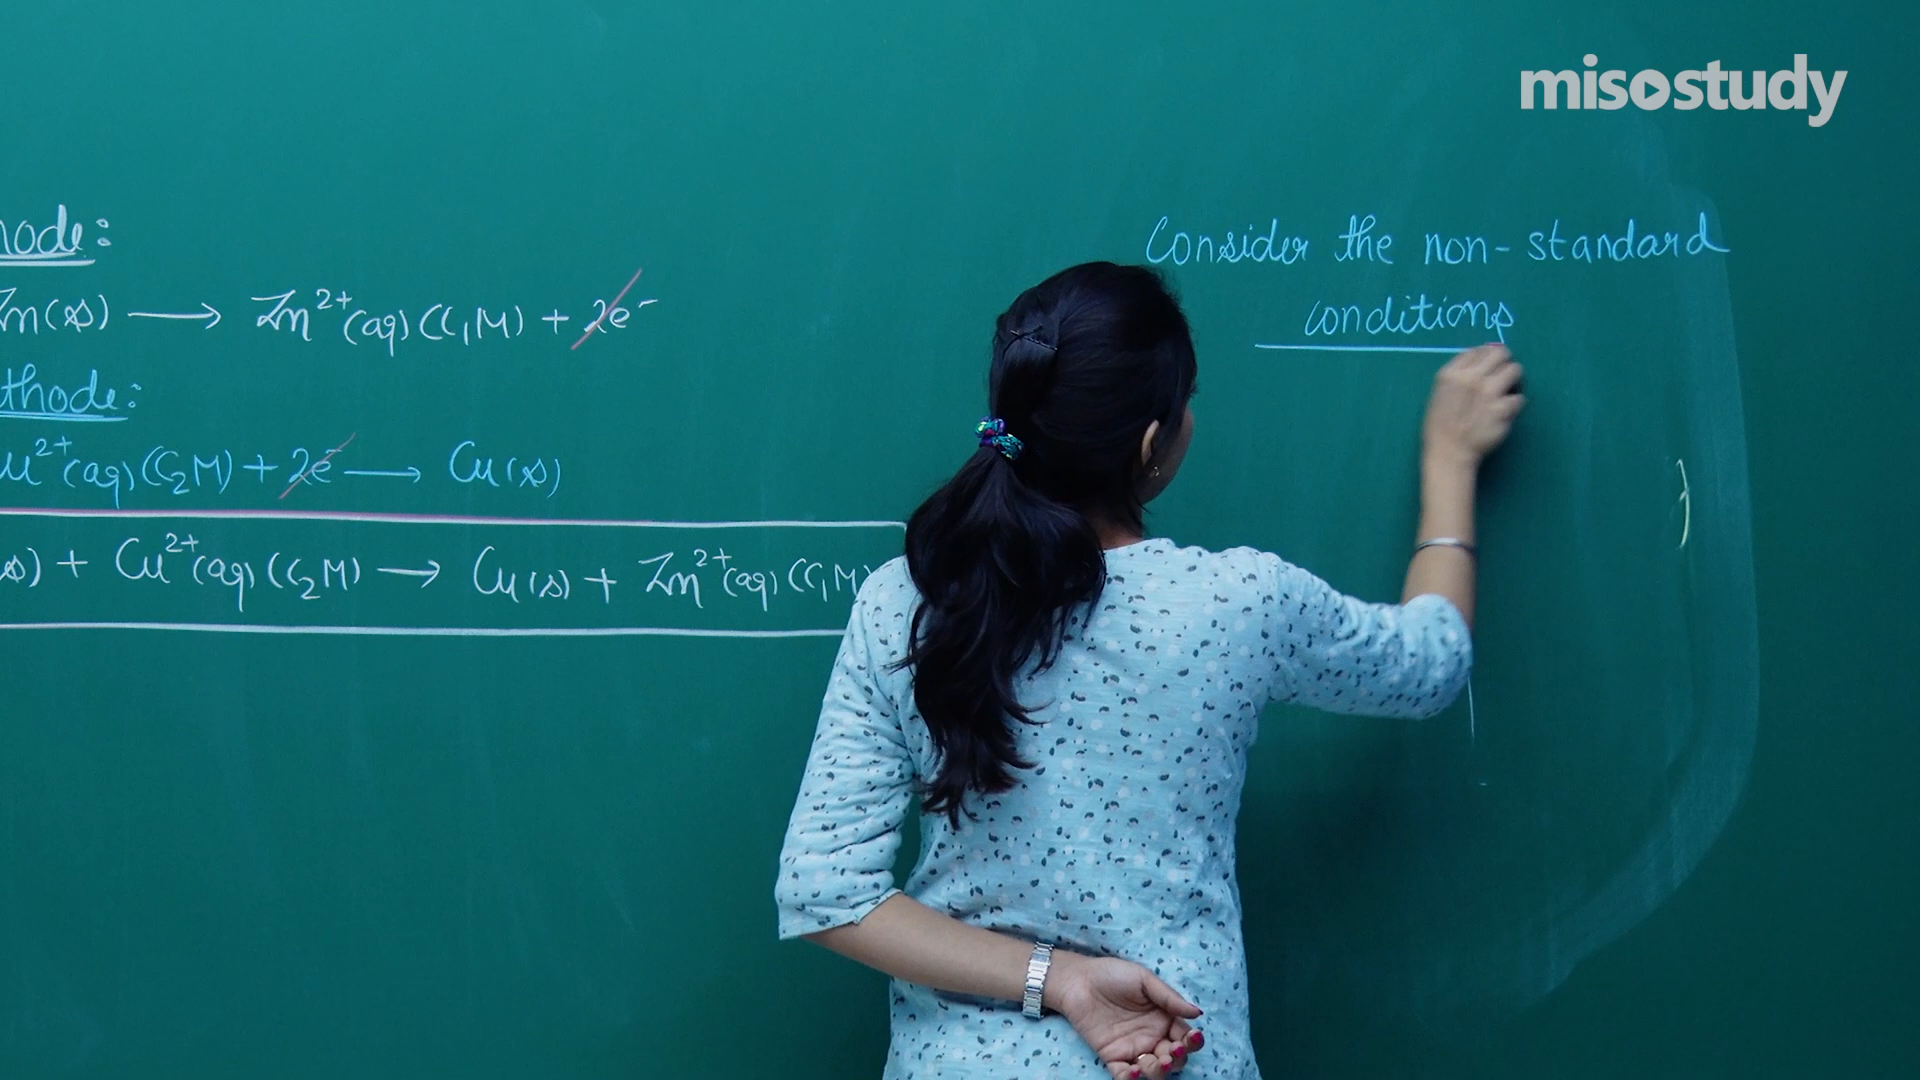 misostudy
node:
Zn(s) ⟶ Zn²⁺(aq)(C₁M) + 2e⁻
thode:
Cu²⁺(aq)(C₂M) + 2e⁻ ⟶ Cu(s)
s) + Cu²⁺(aq)(C₂M) ⟶ Cu(s) + Zn²⁺(aq)(C₁M
Consider the non-standard
conditions